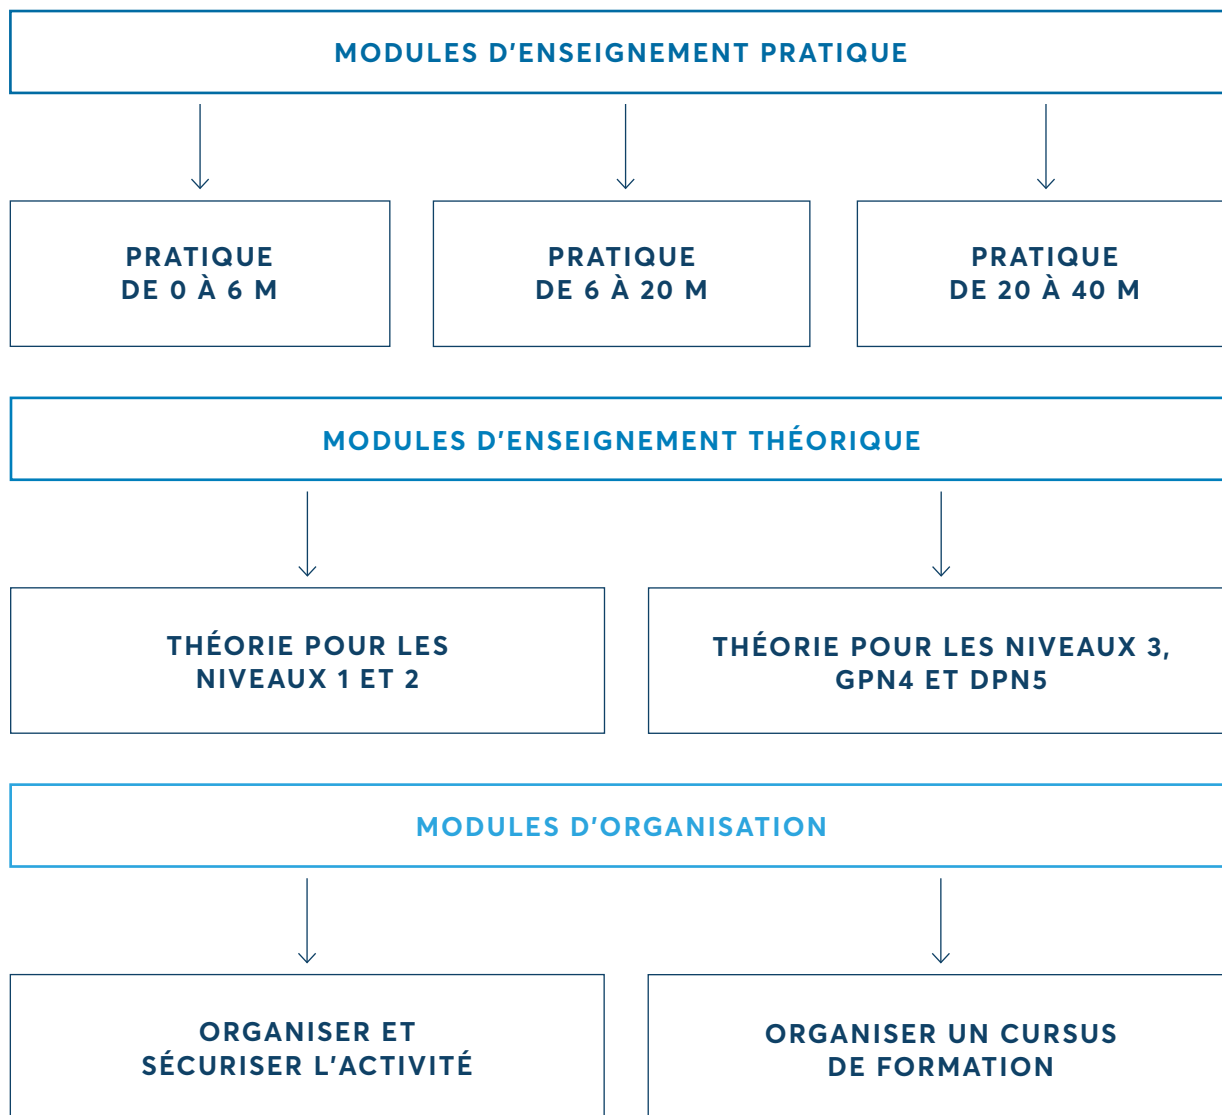 MODULES D’ENSEIGNEMENT PRATIQUE
PRATIQUE
DE 0 À 6 M
PRATIQUE
DE 6 À 20 M
PRATIQUE
DE 20 À 40 M
MODULES D’ENSEIGNEMENT THÉORIQUE
THÉORIE POUR LES
NIVEAUX 1 ET 2
THÉORIE POUR LES NIVEAUX 3,
GPN4 ET DPN5
MODULES D’ORGANISATION
ORGANISER ET
SÉCURISER L’ACTIVITÉ
ORGANISER UN CURSUS
DE FORMATION